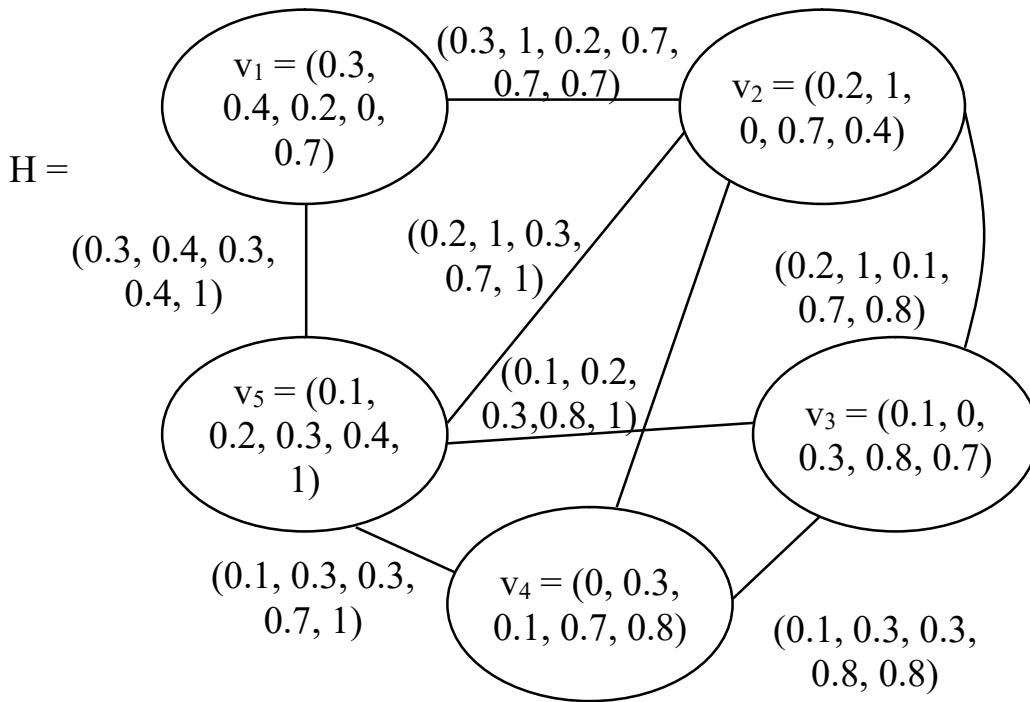 (0.3, 1, 0.2, 0.7,
0.7, 0.7)
v₁ = (0.3,
0.4, 0.2, 0,
0.7)
v₂ = (0.2, 1,
0, 0.7, 0.4)
H =
(0.3, 0.4, 0.3,
0.4, 1)
(0.2, 1, 0.3,
0.7, 1)
(0.2, 1, 0.1,
0.7, 0.8)
(0.1, 0.2,
0.3,0.8, 1)
v₅ = (0.1,
0.2, 0.3, 0.4,
1)
v₃ = (0.1, 0,
0.3, 0.8, 0.7)
(0.1, 0.3, 0.3,
0.7, 1)
v₄ = (0, 0.3,
0.1, 0.7, 0.8)
(0.1, 0.3, 0.3,
0.8, 0.8)